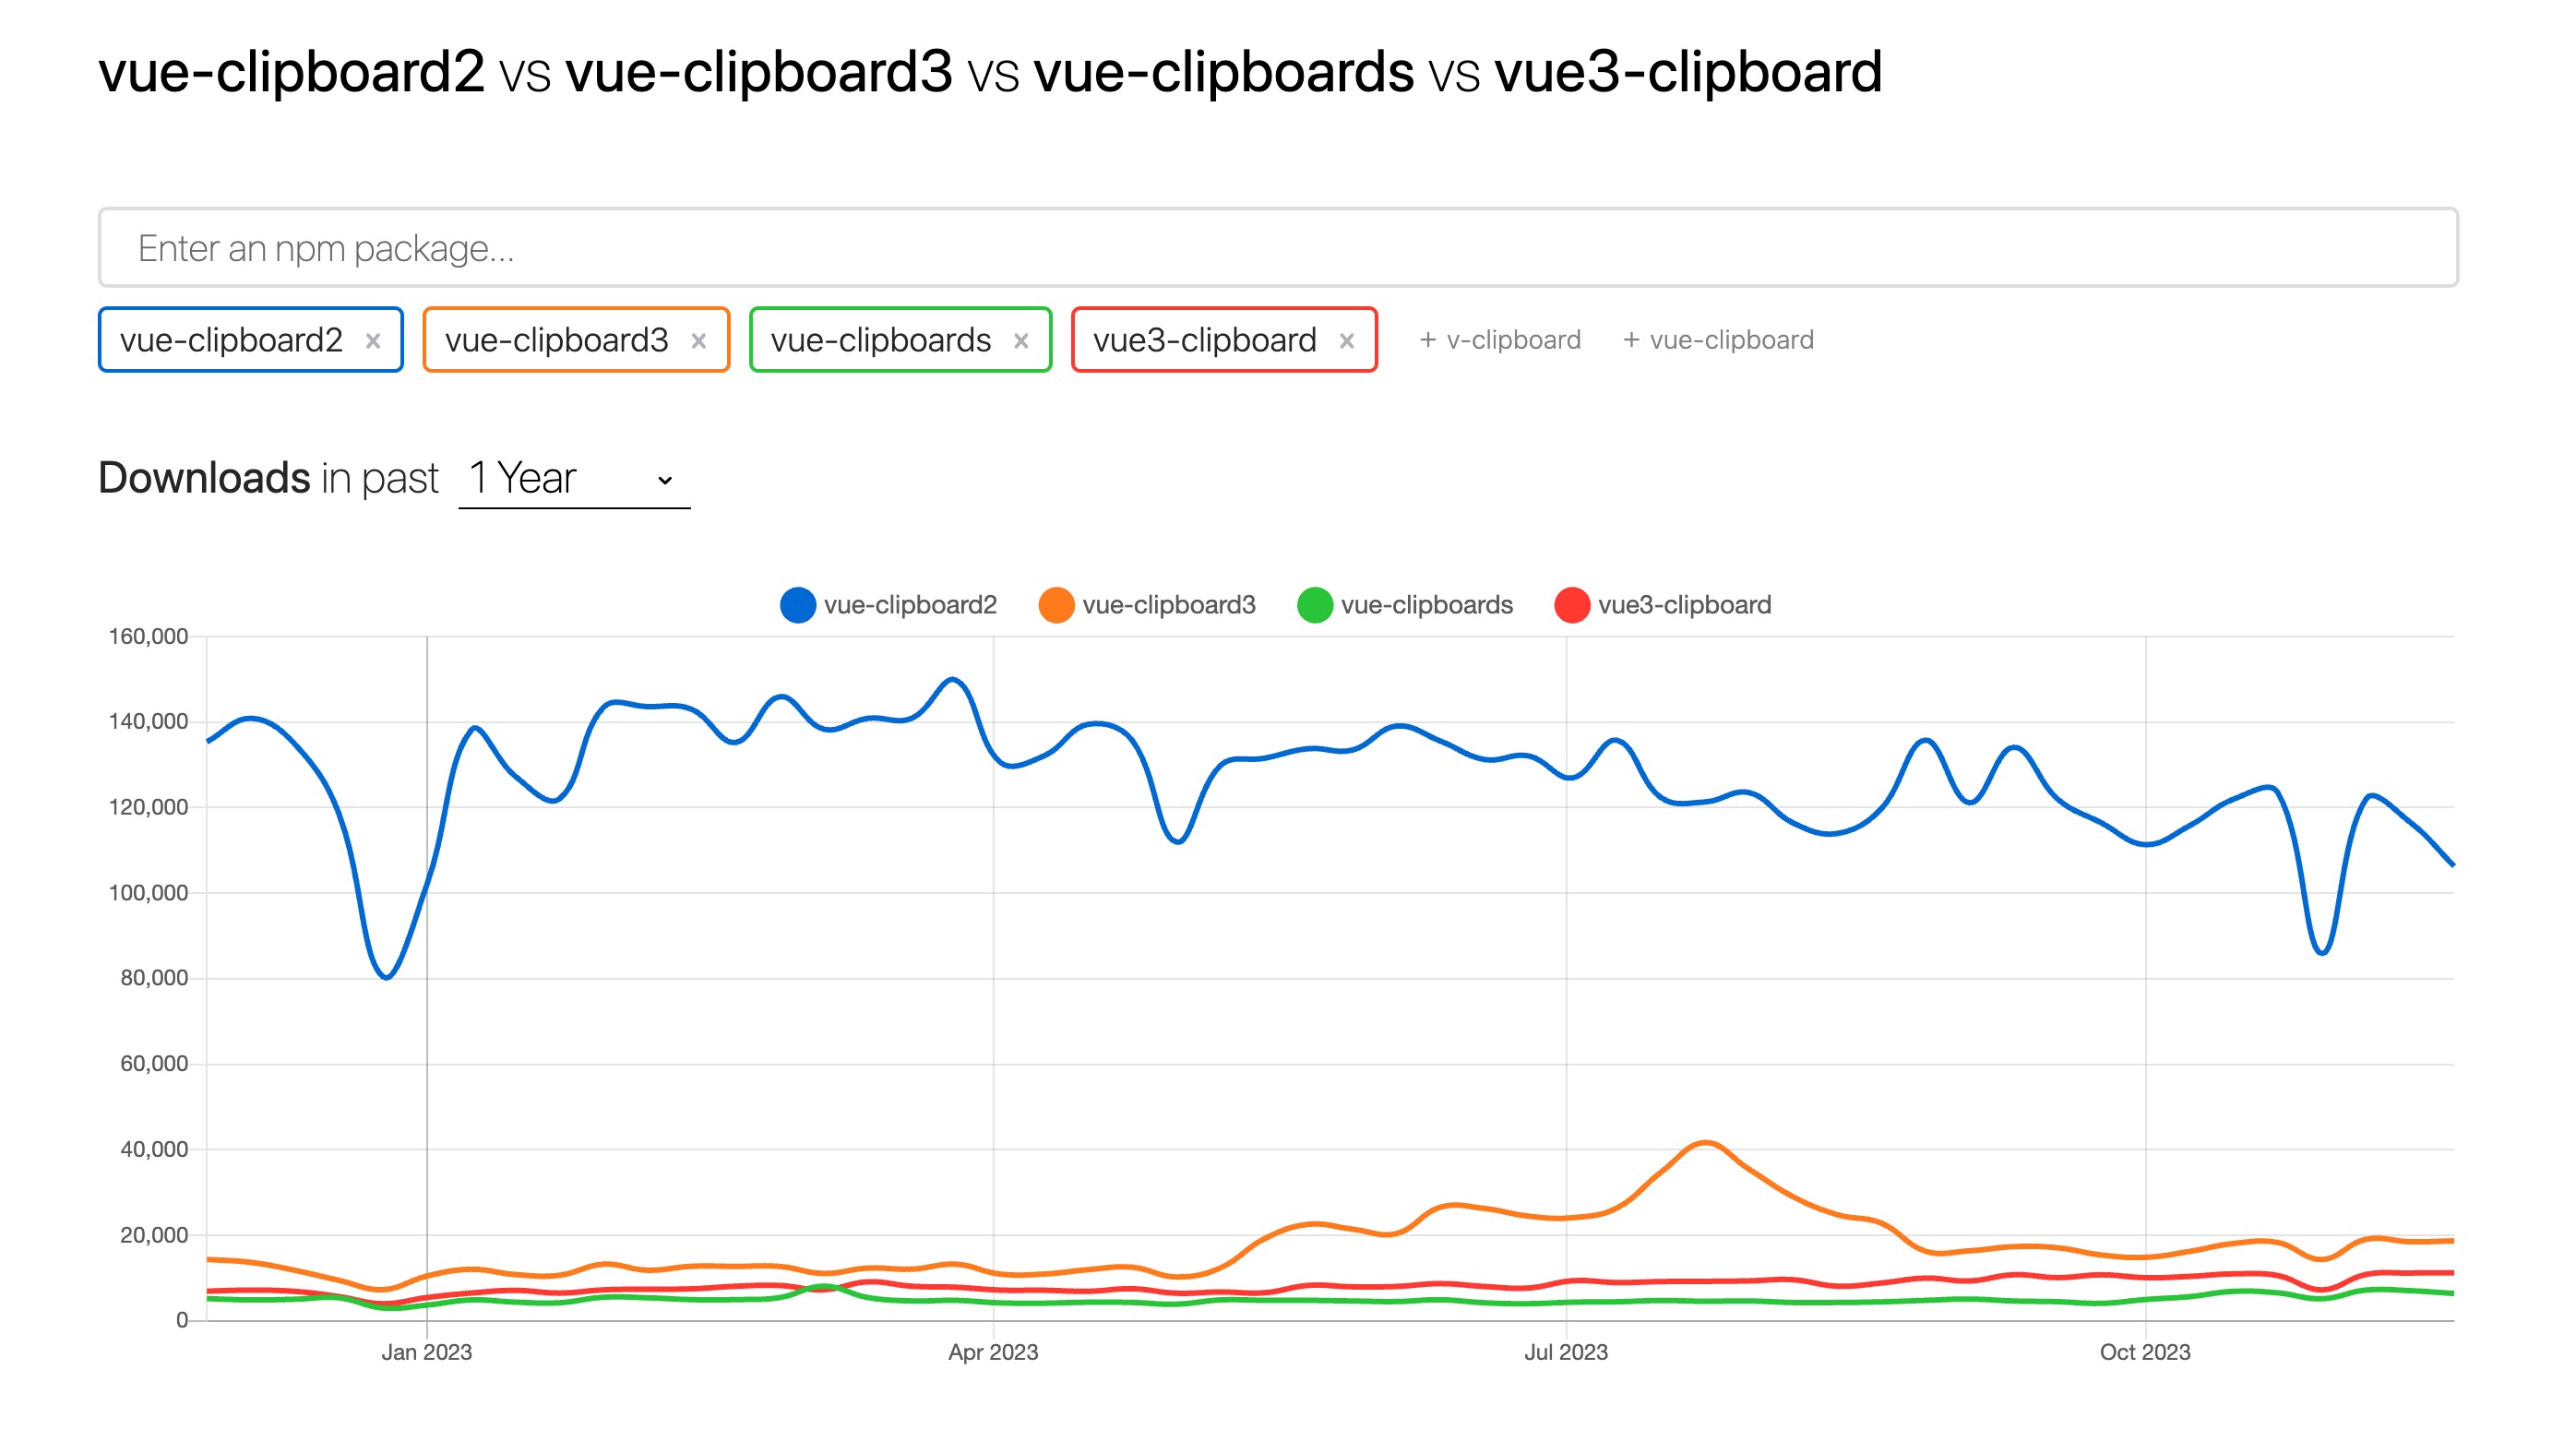 vue-clipboard2 vs vue-clipboard3 vs vue-clipboards vs vue3-clipboard
Enter an npm package...
vue-clipboard2 × vue-clipboard3 × vue-clipboards × vue3-clipboard × + v-clipboard + vue-clipboard
Downloads in past 1 Year
vue-clipboard2 vue-clipboard3 vue-clipboards vue3-clipboard
160,000
140,000
120,000
100,000
80,000
60,000
40,000
20,000
0
Jan 2023 Apr 2023 Jul 2023 Oct 2023